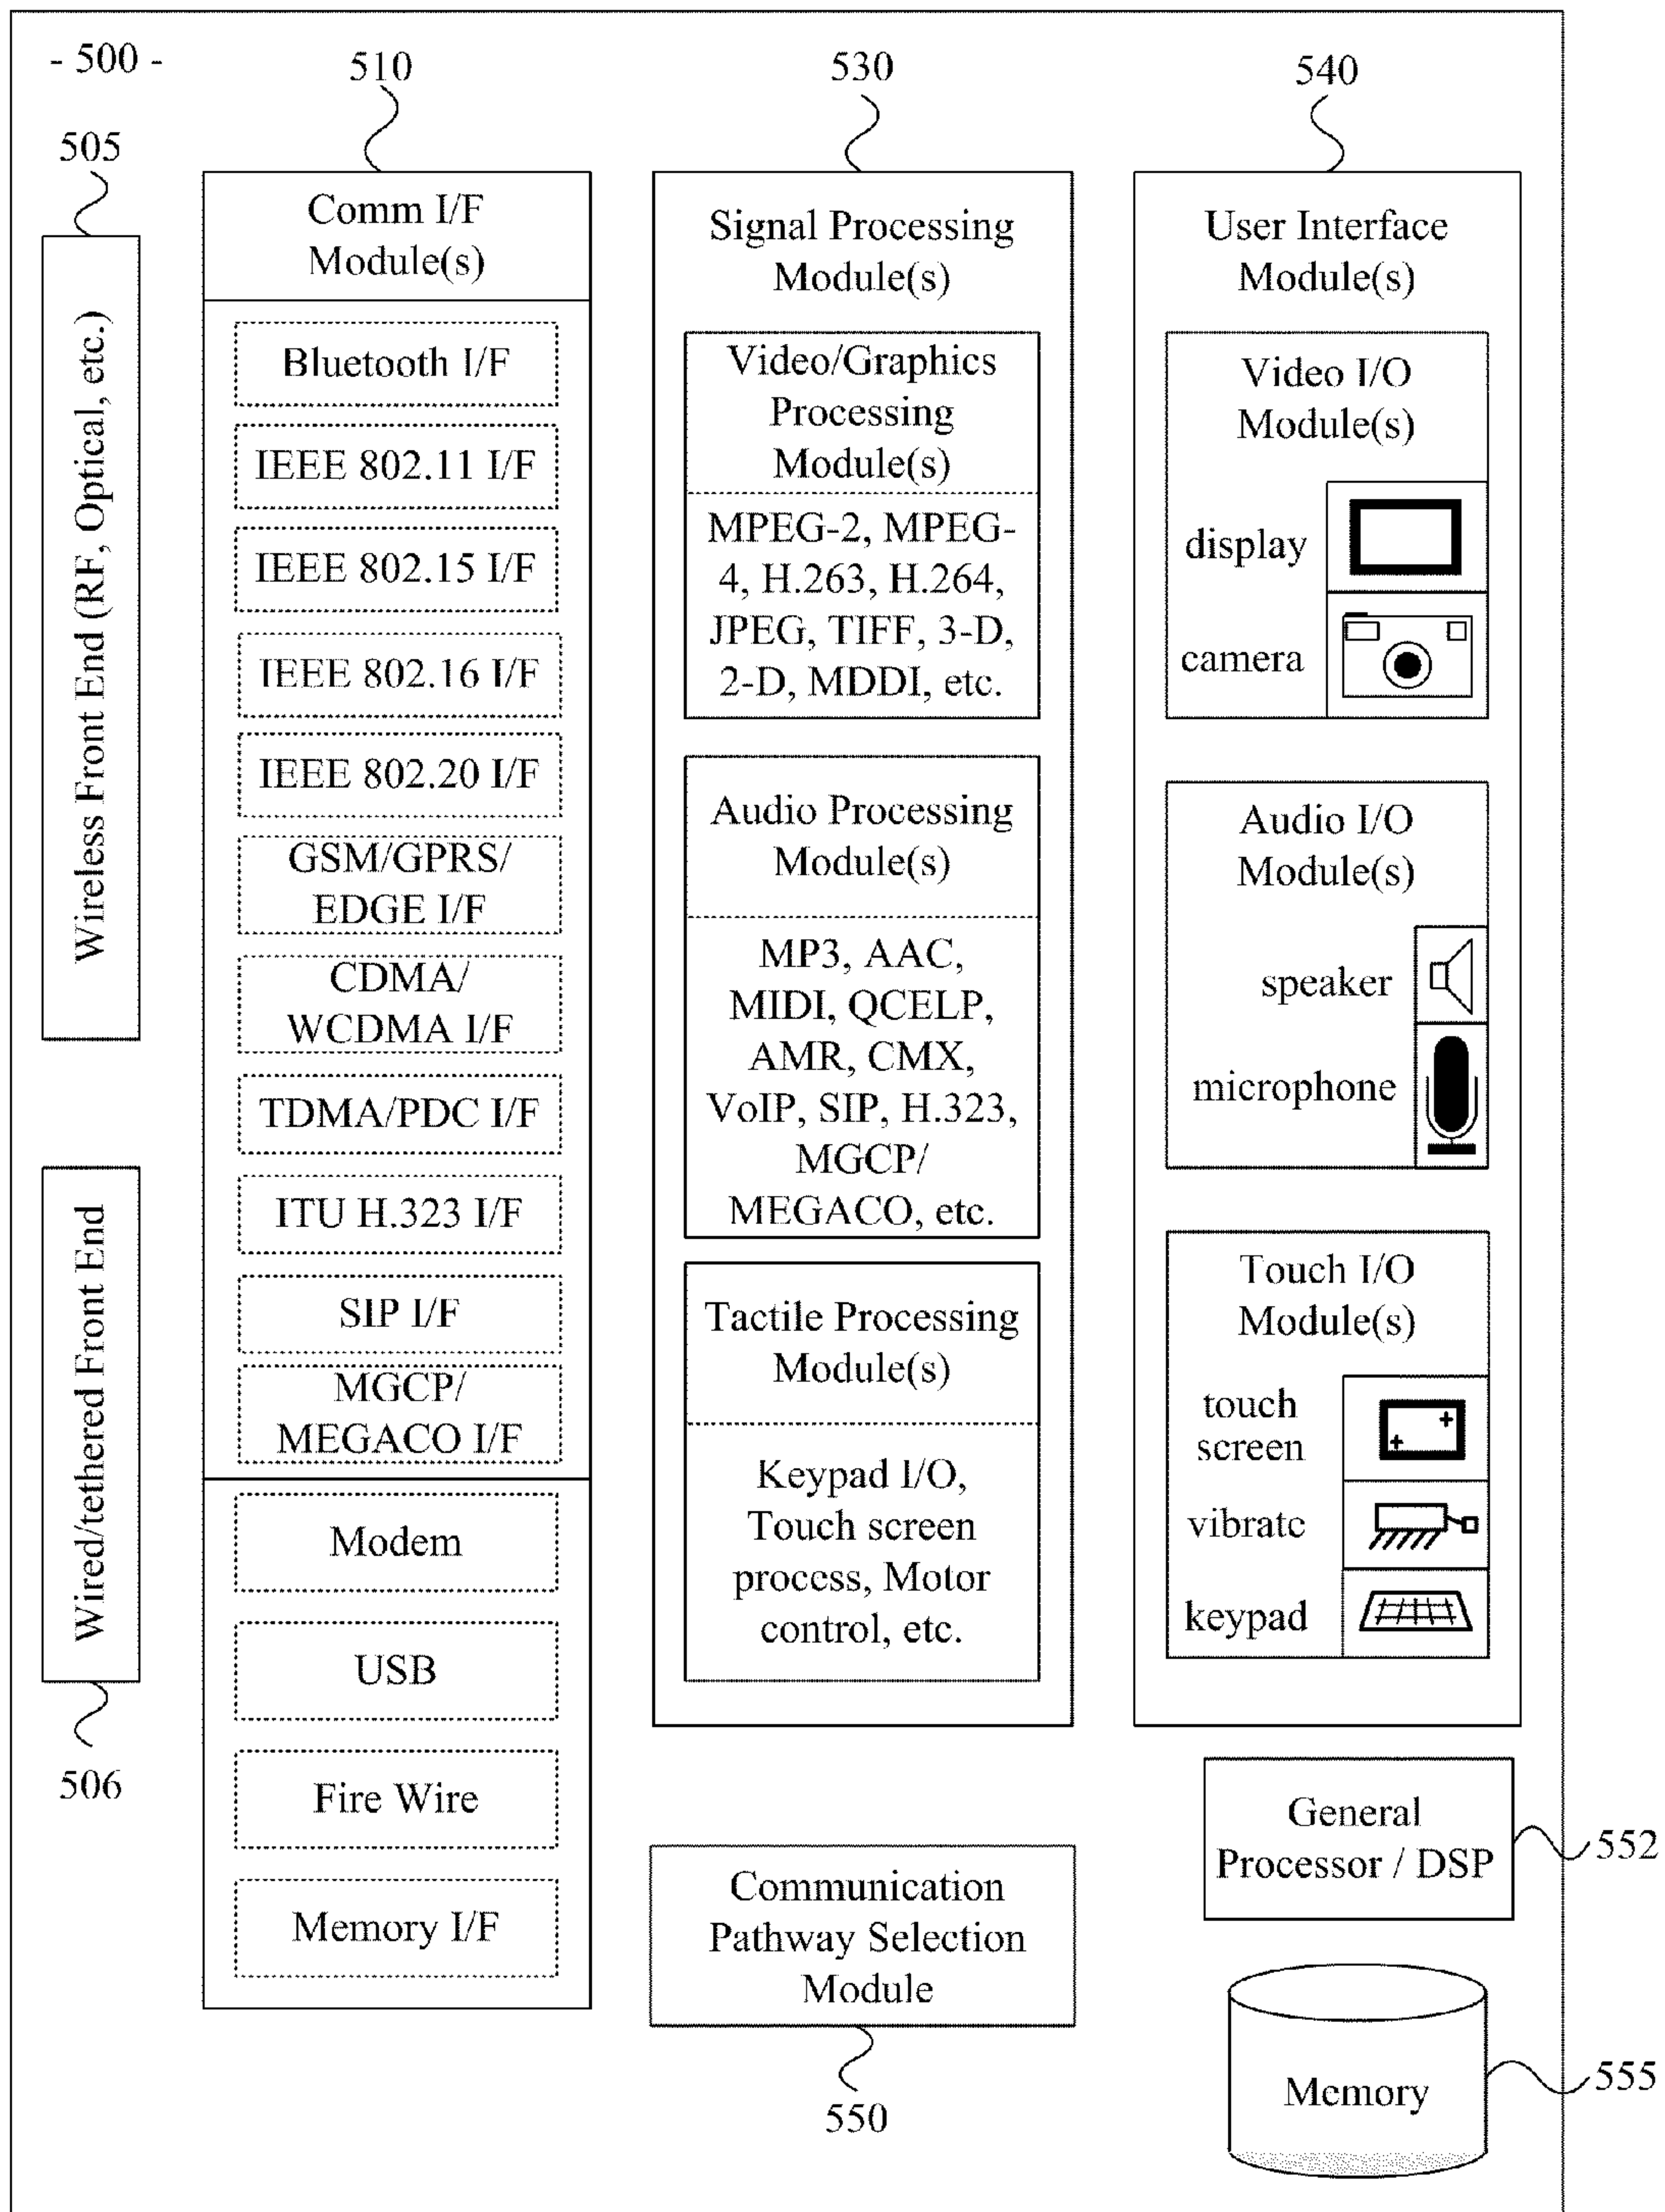 - 500 -
505
Wireless Front End (RF, Optical, etc.)
Wired/tethered Front End
506
510
Comm I/F
Module(s)
Bluetooth I/F
IEEE 802.11 I/F
IEEE 802.15 I/F
IEEE 802.16 I/F
IEEE 802.20 I/F
GSM/GPRS/
EDGE I/F
CDMA/
WCDMA I/F
TDMA/PDC I/F
ITU H.323 I/F
SIP I/F
MGCP/
MEGACO I/F
Modem
USB
Fire Wire
Memory I/F
530
Signal Processing
Module(s)
Video/Graphics
Processing
Module(s)
MPEG-2, MPEG-
4, H.263, H.264,
JPEG, TIFF, 3-D,
2-D, MDDI, etc.
Audio Processing
Module(s)
MP3, AAC,
MIDI, QCELP,
AMR, CMX,
VoIP, SIP, H.323,
MGCP/
MEGACO, etc.
Tactile Processing
Module(s)
Keypad I/O,
Touch screen
process, Motor
control, etc.
Communication
Pathway Selection
Module
550
540
User Interface
Module(s)
Video I/O
Module(s)
display
camera
Audio I/O
Module(s)
speaker
microphone
Touch I/O
Module(s)
touch
screen
vibrate
keypad
General
Processor / DSP
552
Memory
555